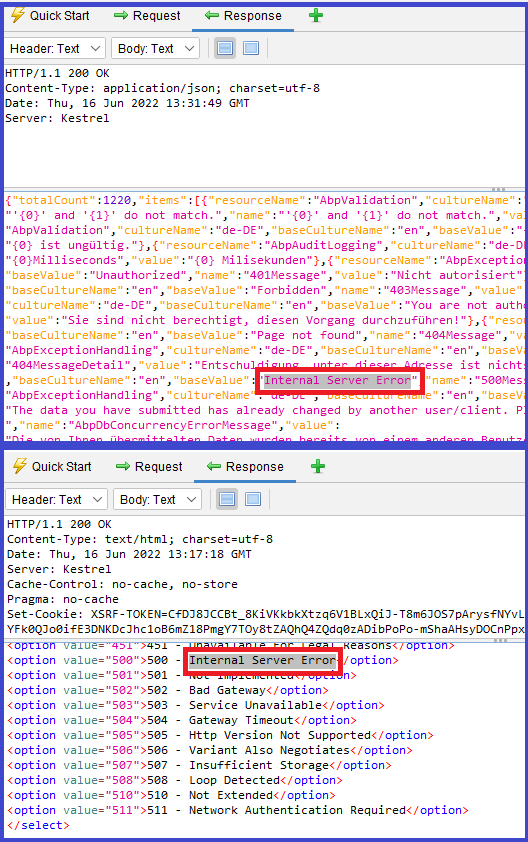 Quick Start Request Response
Header: Text Body: Text
HTTP/1.1 200 OK
Content-Type: application/json; charset=utf-8
Date: Thu, 16 Jun 2022 13:31:49 GMT
Server: Kestrel
{"totalCount":1220,"items":[{"resourceName":"AbpValidation","cultureName":"
"'{0}' and '{1}' do not match.","name":"'{0}' and '{1}' do not match.","val
"AbpValidation","cultureName":"de-DE","baseCultureName":"en","baseValue":"
"{0} ist ungültig."},{"resourceName":"AbpAuditLogging","cultureName":"de-D
"{0}Milliseconds","value":"{0} Milisekunden"},{"resourceName":"AbpExceptio
"baseValue":"Unauthorized","name":"401Message","value":"Nicht autorisiert"
"baseCultureName":"en","baseValue":"Forbidden","name":"403Message","value"
"cultureName":"de-DE","baseCultureName":"en","baseValue":"You are not autho
"value":"Sie sind nicht berechtigt, diesen Vorgang durchzuführen!"},{"reso
"baseCultureName":"en","baseValue":"Page not found","name":"404Message","va
"AbpExceptionHandling","cultureName":"de-DE","baseCultureName":"en","baseVa
"404MessageDetail","value":"Entschuldigung, unter dieser Adresse ist nichts
,"baseCultureName":"en","baseValue":"Internal Server Error","name":"500Mess
"AbpExceptionHandling","cultureName":"de-DE","baseCultureName":"en","baseVa
"The data you have submitted has already changed by another user/client. Pl
","name":"AbpDbConcurrencyErrorMessage","value":
"Die von Ihnen übermittelten Daten wurden bereits von einem anderen Benutze
Quick Start Request Response
Header: Text Body: Text
HTTP/1.1 200 OK
Content-Type: text/html; charset=utf-8
Date: Thu, 16 Jun 2022 13:17:18 GMT
Server: Kestrel
Cache-Control: no-cache, no-store
Pragma: no-cache
Set-Cookie: XSRF-TOKEN=CfDJ8JCCBt_8KiVKkbkXtzq6V1BLxQiJ-T8m6JOS7pArysfNYvL
YFk0QJo0ifE3DNKDcJhc1oB6mZ18PmgY7TOy8tZAQhQ4ZQdq0zADibPoPo-mShaAHsyDOCnPpx
<option value="451">451 - Unavailable For Legal Reasons</option>
<option value="500">500 - Internal Server Error</option>
<option value="501">501 - Not Implemented</option>
<option value="502">502 - Bad Gateway</option>
<option value="503">503 - Service Unavailable</option>
<option value="504">504 - Gateway Timeout</option>
<option value="505">505 - Http Version Not Supported</option>
<option value="506">506 - Variant Also Negotiates</option>
<option value="507">507 - Insufficient Storage</option>
<option value="508">508 - Loop Detected</option>
<option value="510">510 - Not Extended</option>
<option value="511">511 - Network Authentication Required</option>
</select>